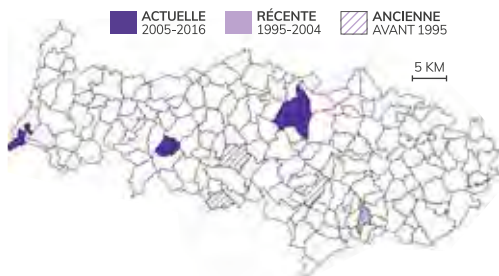 ACTUELLE
2005-2016
RÉCENTE
1995-2004
ANCIENNE
AVANT 1995
5 KM